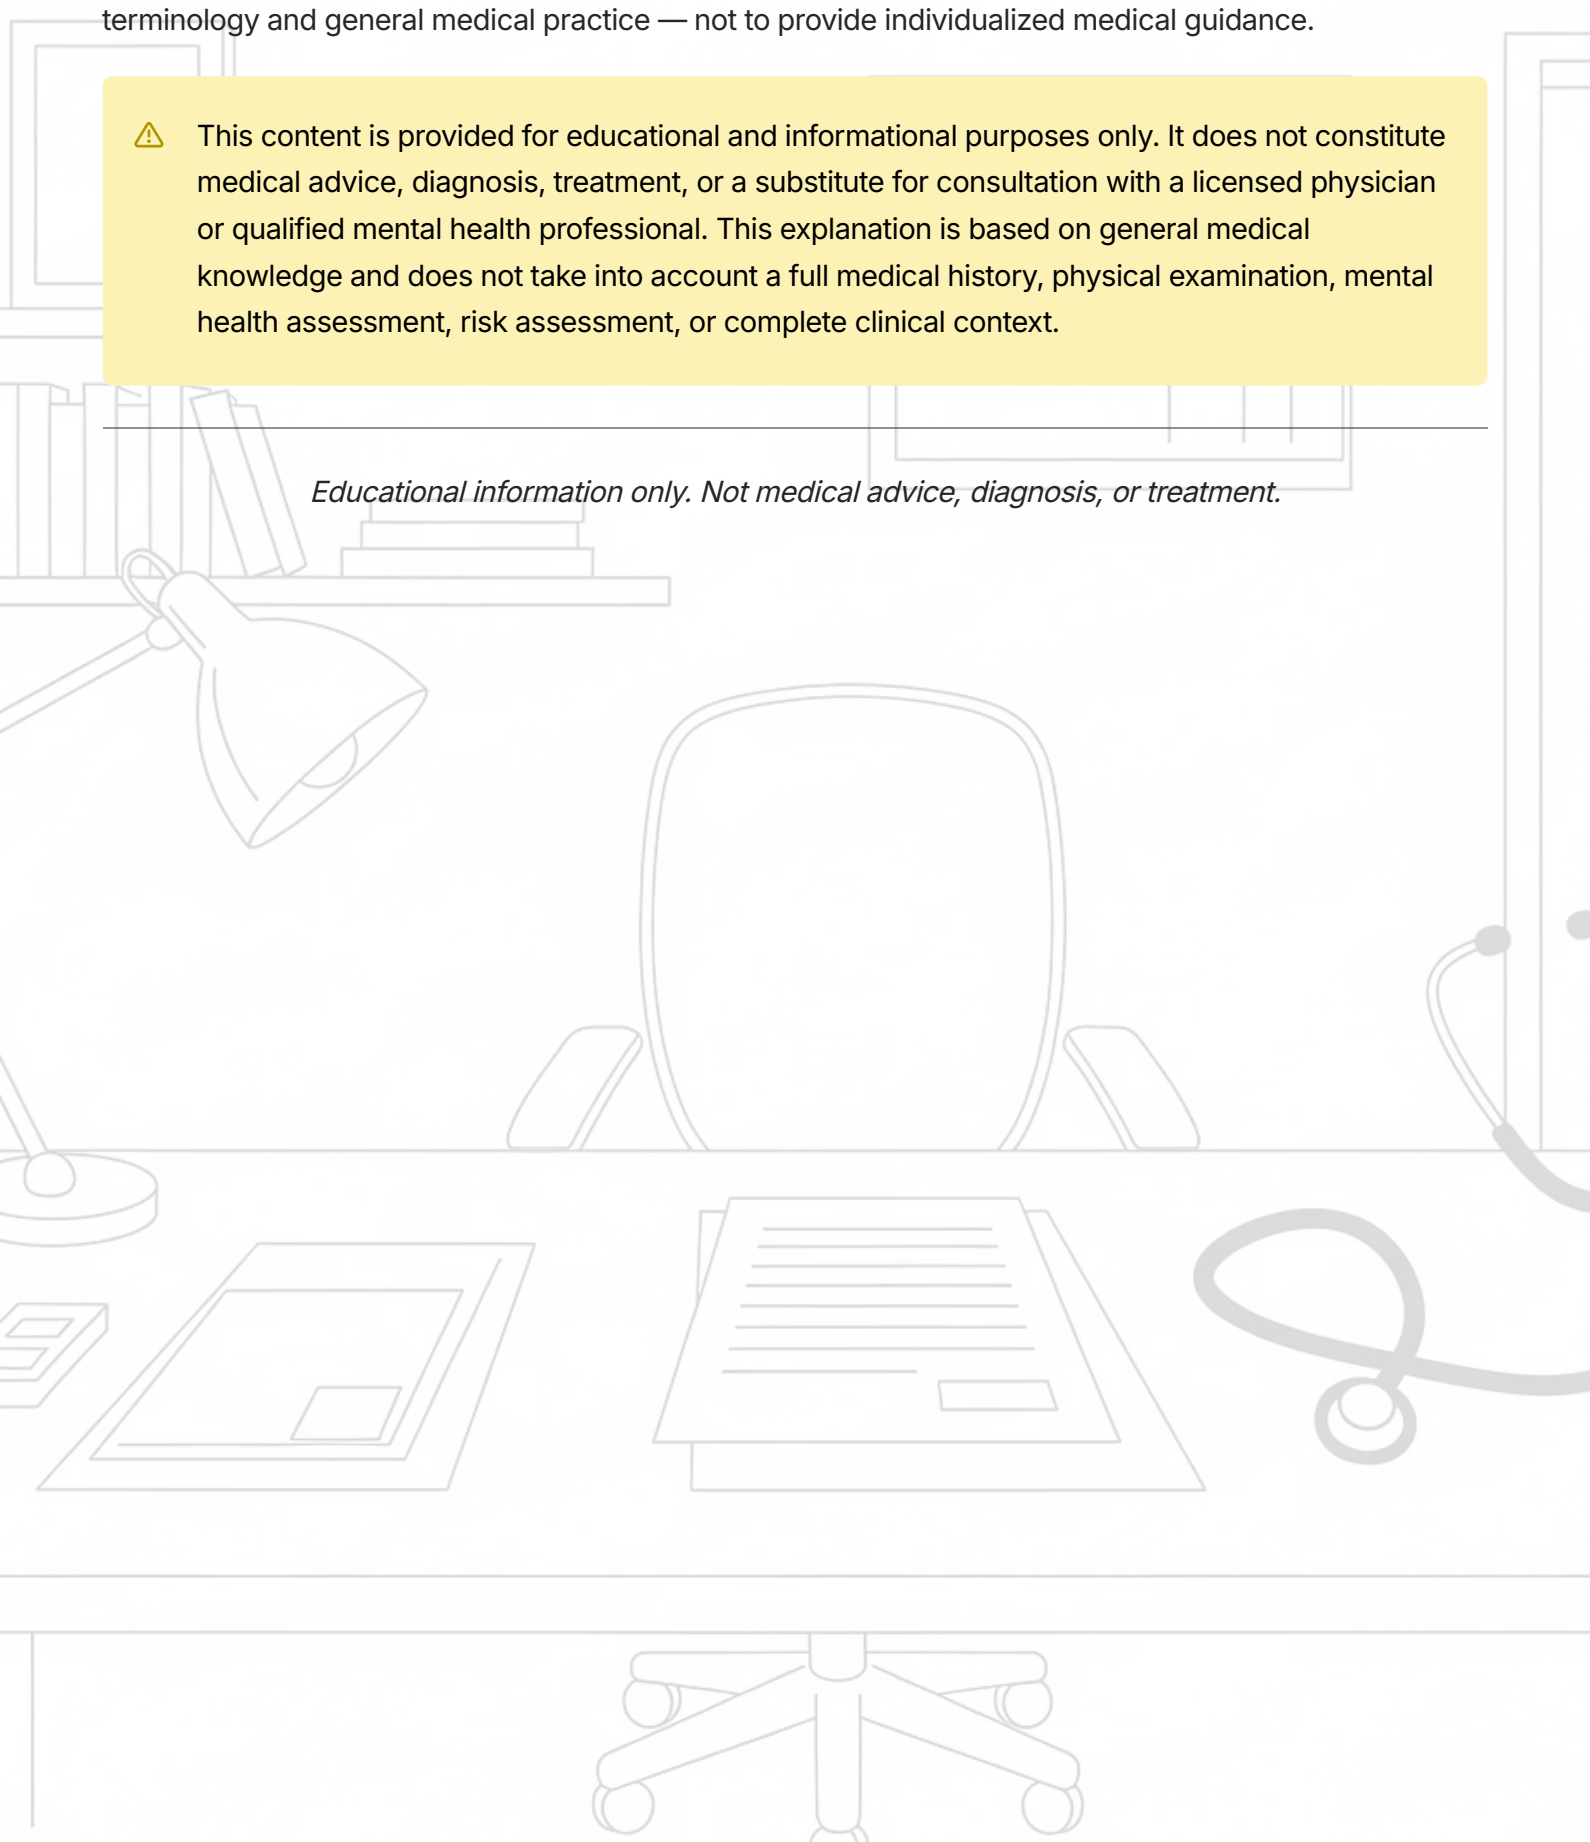 terminology and general medical practice — not to provide individualized medical guidance.
This content is provided for educational and informational purposes only. It does not constitute
medical advice, diagnosis, treatment, or a substitute for consultation with a licensed physician
or qualified mental health professional. This explanation is based on general medical
knowledge and does not take into account a full medical history, physical examination, mental
health assessment, risk assessment, or complete clinical context.
Educational information only. Not medical advice, diagnosis, or treatment.